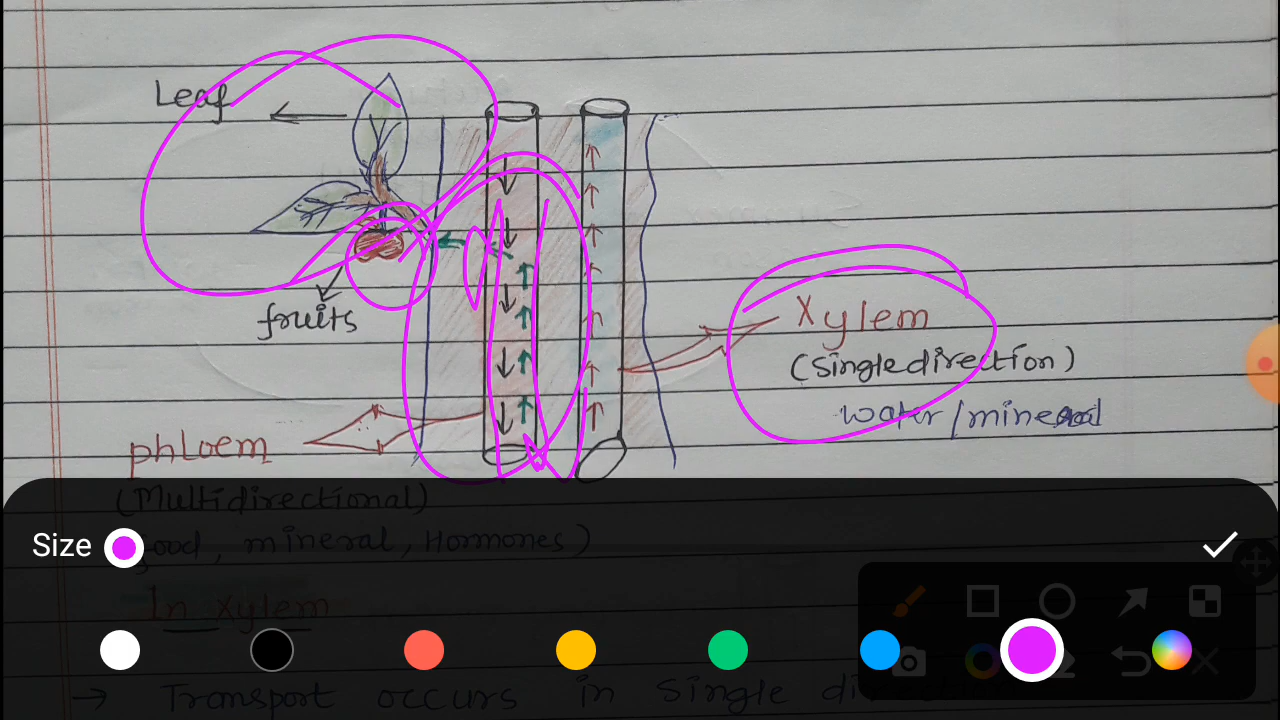 Leaf
fruits
Xylem
(Single direction)
water/mineral
phloem
(Multidirectional)
food, mineral, Hormones)
Size
In Xylem
→ Transport occurs in Single direction